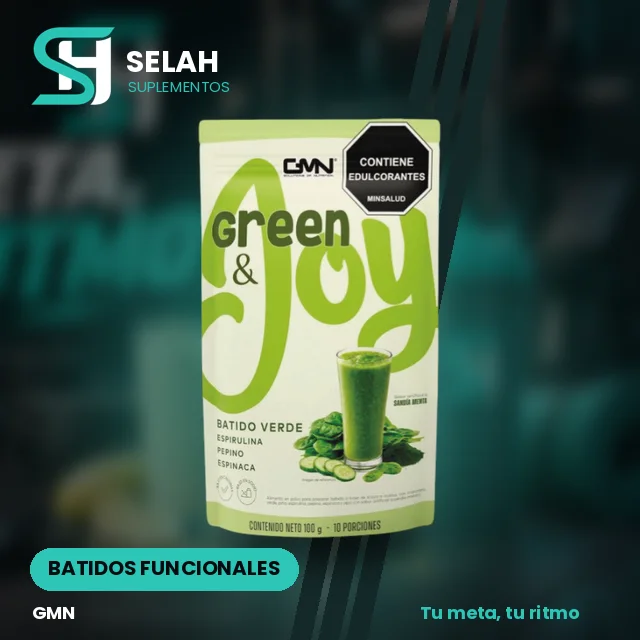 SELAH
SUPLEMENTOS
GMN
CONTIENE
EDULCORANTES
MINSALUD
Green
& Joy
BATIDO VERDE
ESPIRULINA
PEPINO
ESPINACA
SANDÍA MENTA
CONTENIDO NETO 100 g - 10 PORCIONES
BATIDOS FUNCIONALES
GMN
Tu meta, tu ritmo